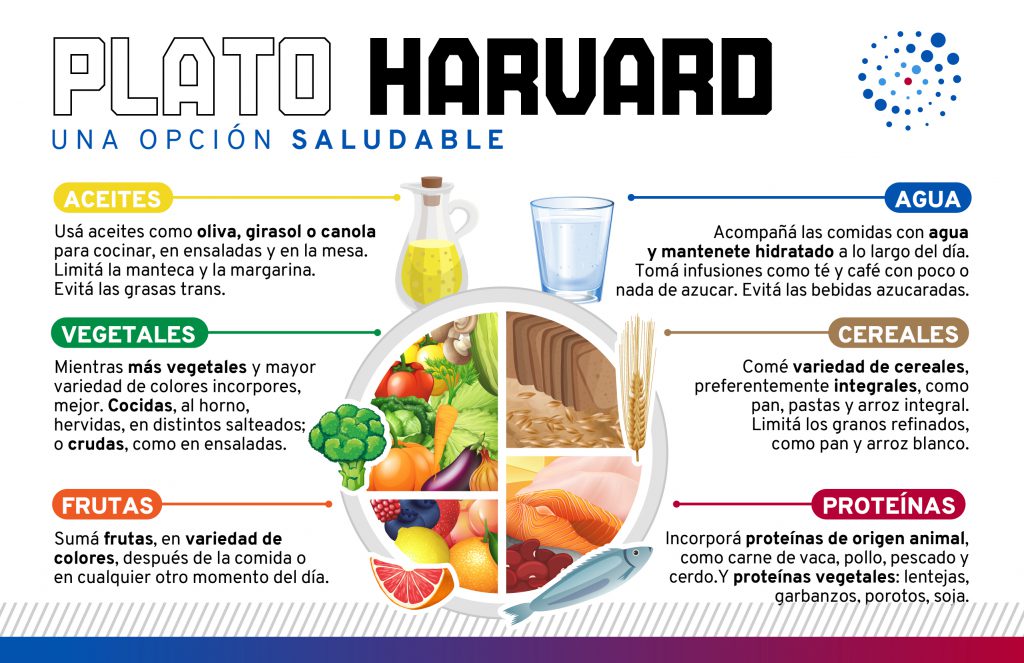 PLATO HARVARD
UNA OPCIÓN SALUDABLE
ACEITES
Usá aceites como oliva, girasol o canola
para cocinar, en ensaladas y en la mesa.
Limitá la manteca y la margarina.
Evitá las grasas trans.
AGUA
Acompañá las comidas con agua
y mantenete hidratado a lo largo del día.
Tomá infusiones como té y café con poco o
nada de azucar. Evitá las bebidas azucaradas.
VEGETALES
Mientras más vegetales y mayor
variedad de colores incorpores,
mejor. Cocidas, al horno,
hervidas, en distintos salteados;
o crudas, como en ensaladas.
CEREALES
Comé variedad de cereales,
preferentemente integrales, como
pan, pastas y arroz integral.
Limitá los granos refinados,
como pan y arroz blanco.
FRUTAS
Sumá frutas, en variedad de
colores, después de la comida o
en cualquier otro momento del día.
PROTEÍNAS
Incorporá proteínas de origen animal,
como carne de vaca, pollo, pescado y
cerdo.Y proteínas vegetales: lentejas,
garbanzos, porotos, soja.